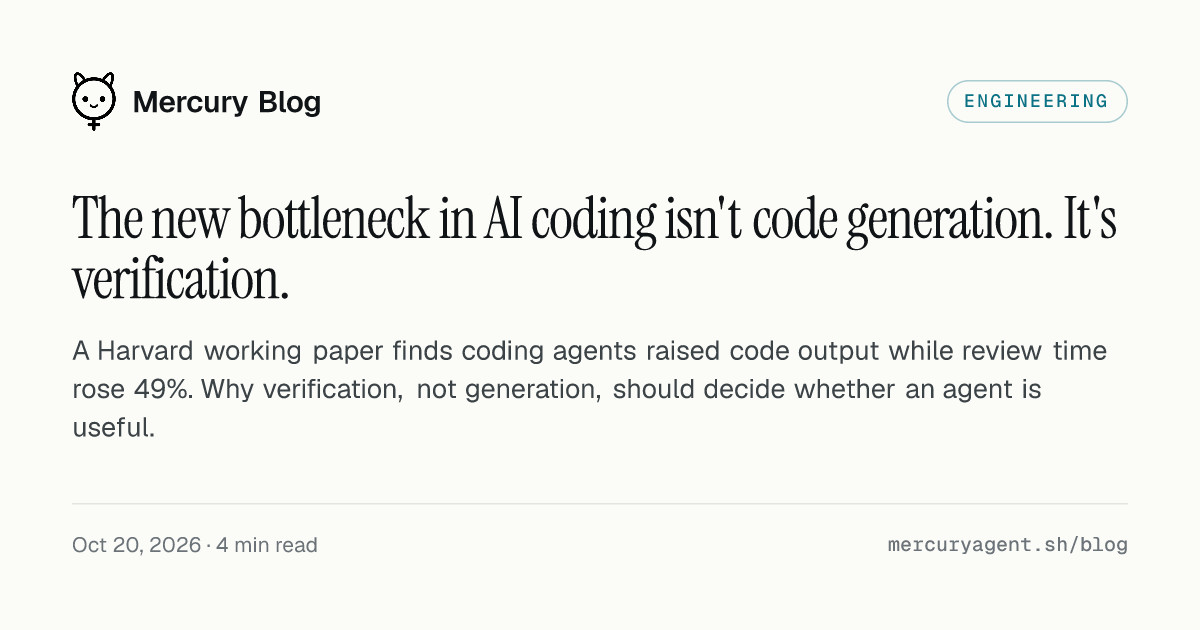 Mercury Blog
ENGINEERING
The new bottleneck in AI coding isn't code generation. It's
verification.
A Harvard working paper finds coding agents raised code output while review time
rose 49%. Why verification, not generation, should decide whether an agent is
useful.
Oct 20, 2026 · 4 min read
mercuryagent.sh/blog